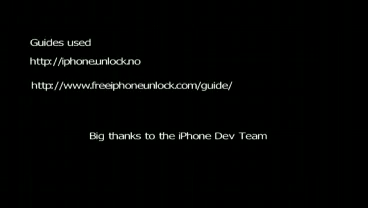 Guides used
http://iphone.unlock.no
http://www.freeiphoneunlock.com/guide/
Big thanks to the iPhone Dev Team